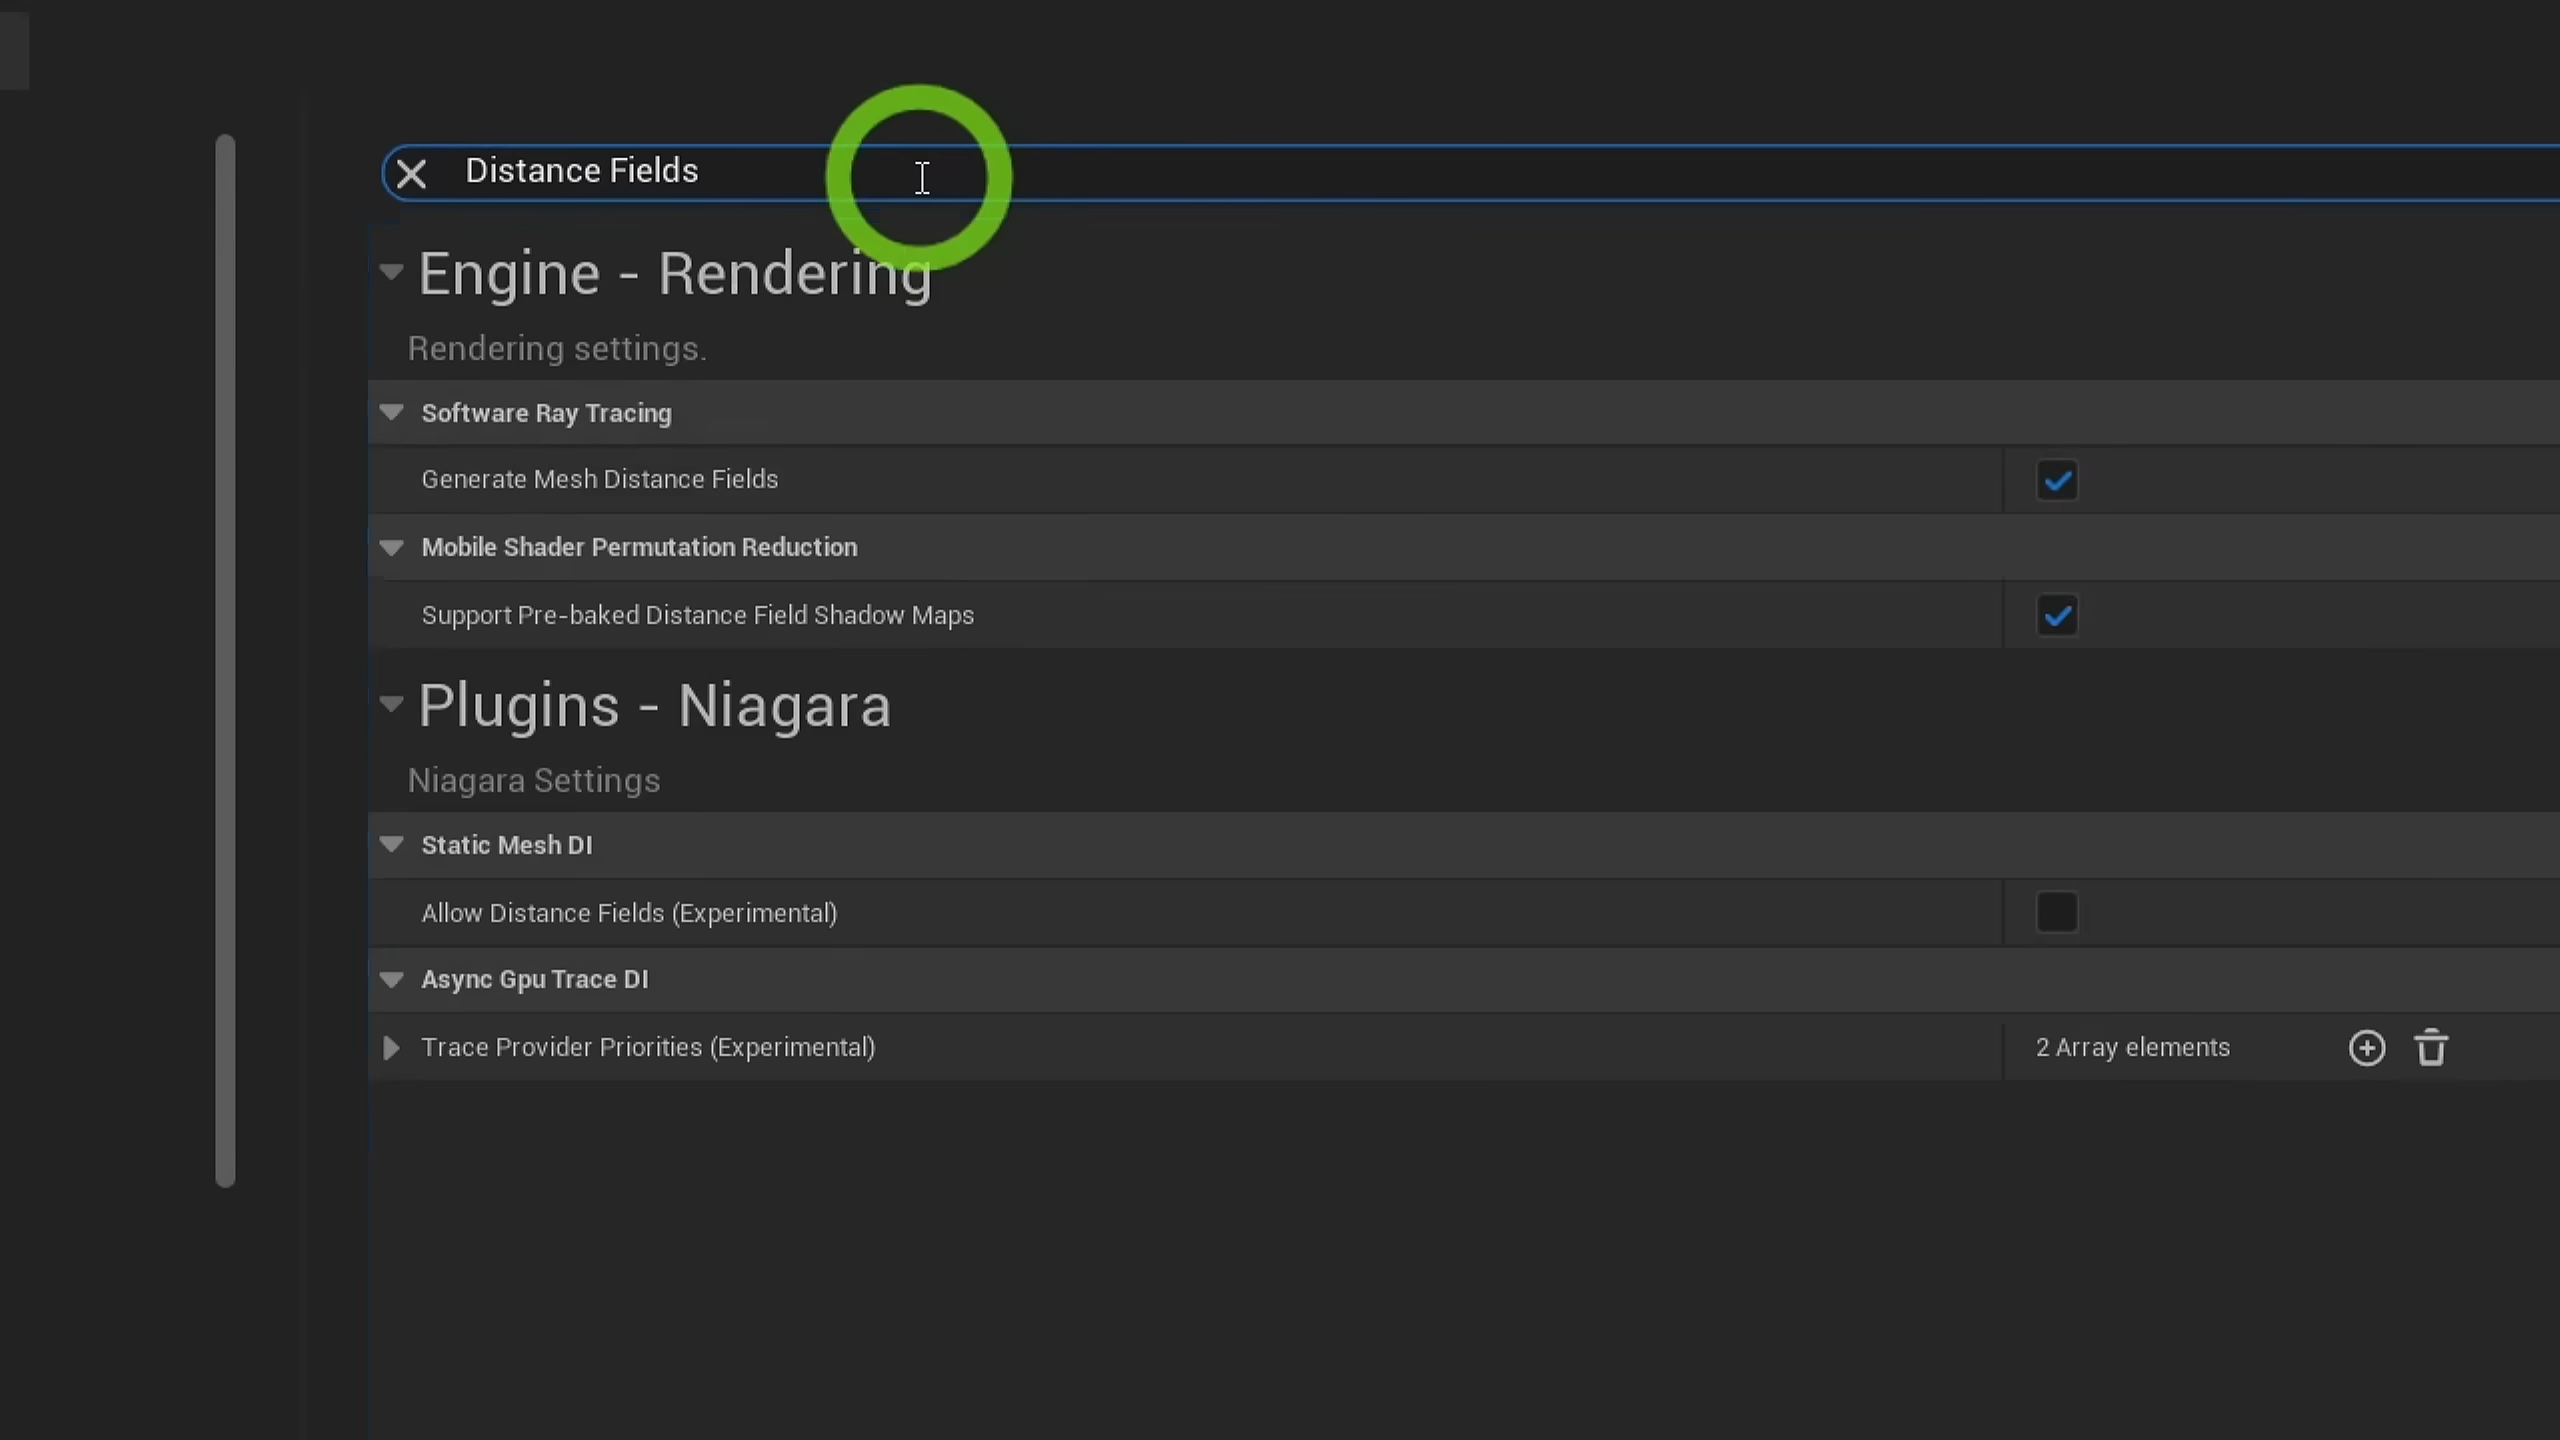 Distance Fields
Engine - Rendering
Rendering settings.
Software Ray Tracing
Generate Mesh Distance Fields
Mobile Shader Permutation Reduction
Support Pre-baked Distance Field Shadow Maps
Plugins - Niagara
Niagara Settings
Static Mesh DI
Allow Distance Fields (Experimental)
Async Gpu Trace DI
Trace Provider Priorities (Experimental) 2 Array elements